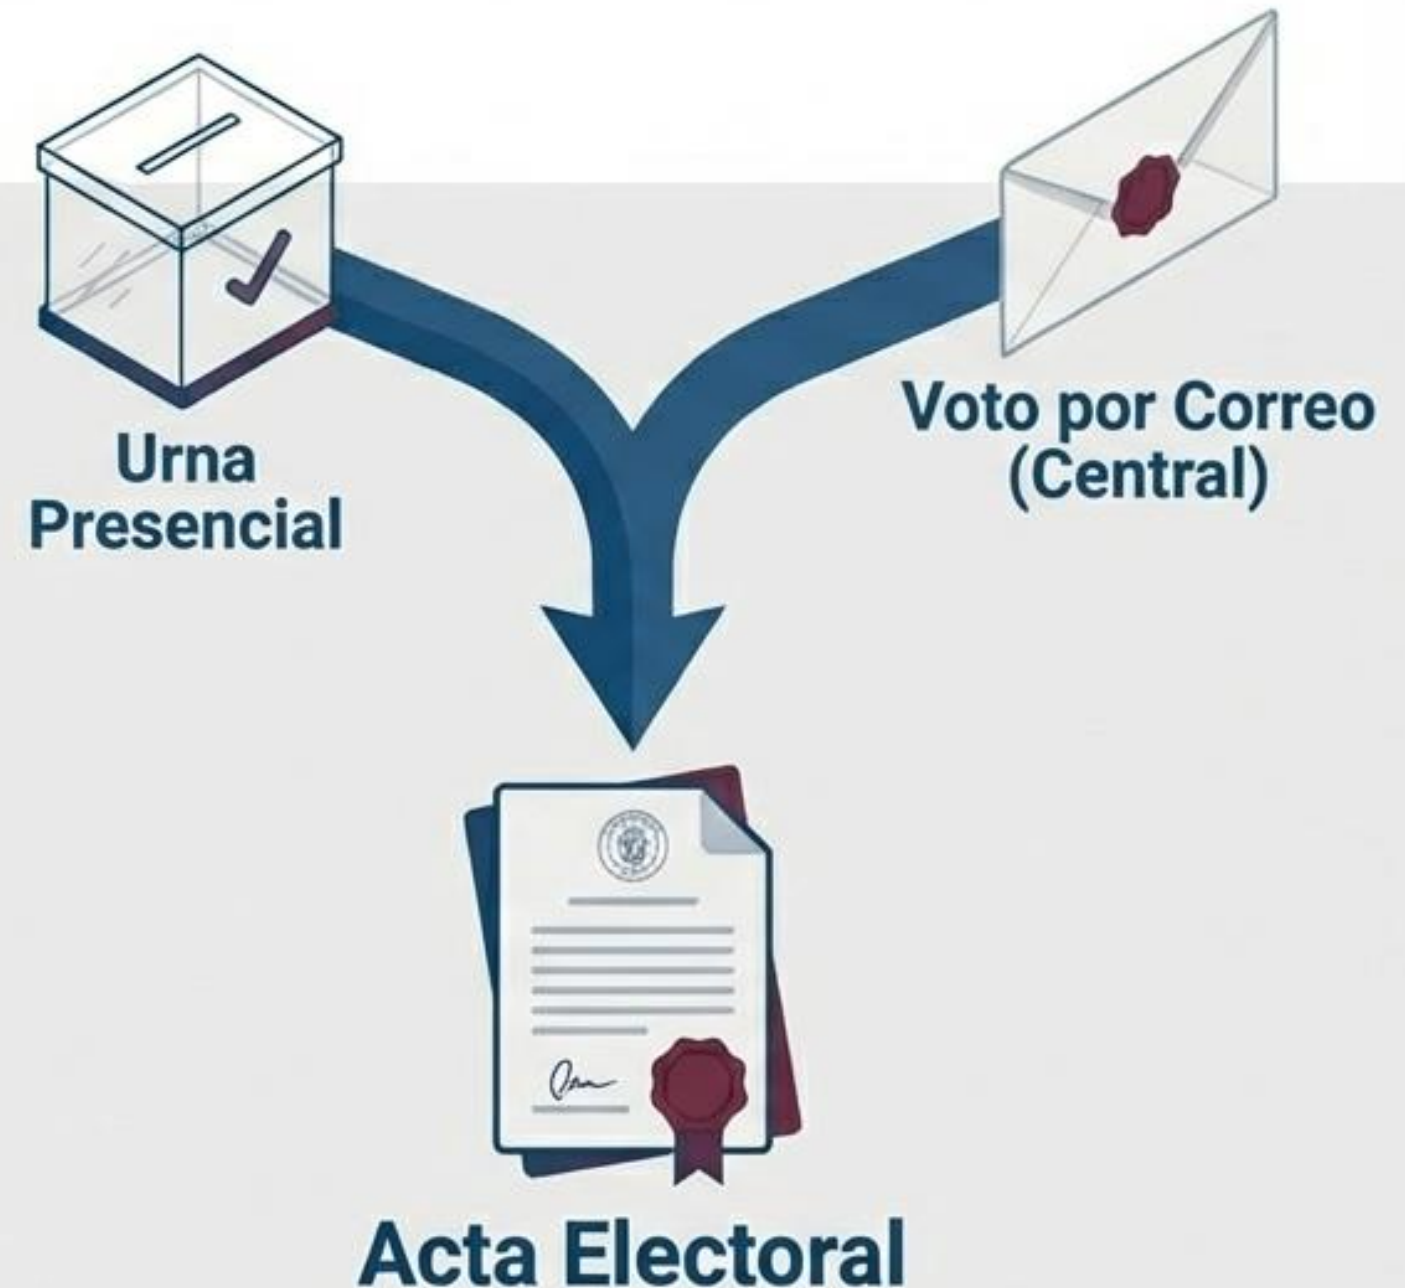 Urna
Presencial
Voto por Correo
(Central)
Acta Electoral